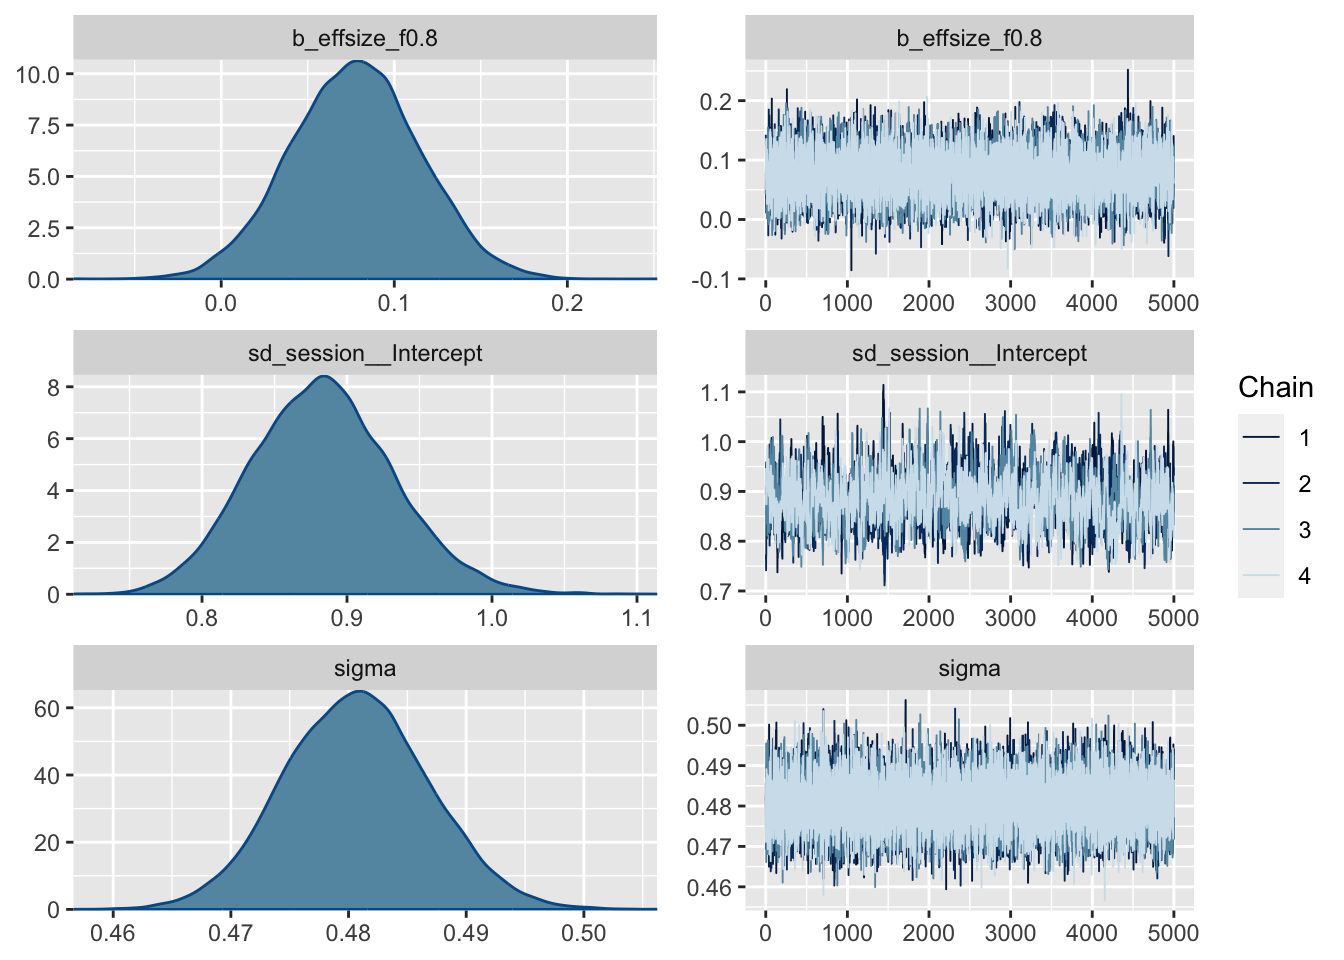 b_effsize_f0.8
10.0
7.5
5.0
2.5
0.0
0.0 0.1 0.2
b_effsize_f0.8
0.2
0.1
0.0
-0.1
0 1000 2000 3000 4000 5000
sd_session__Intercept
8
6
4
2
0
0.8 0.9 1.0 1.1
sd_session__Intercept
1.1
1.0
0.9
0.8
0.7
0 1000 2000 3000 4000 5000
sigma
60
40
20
0
0.46 0.47 0.48 0.49 0.50
sigma
0.50
0.49
0.48
0.47
0.46
0 1000 2000 3000 4000 5000
Chain
1
2
3
4